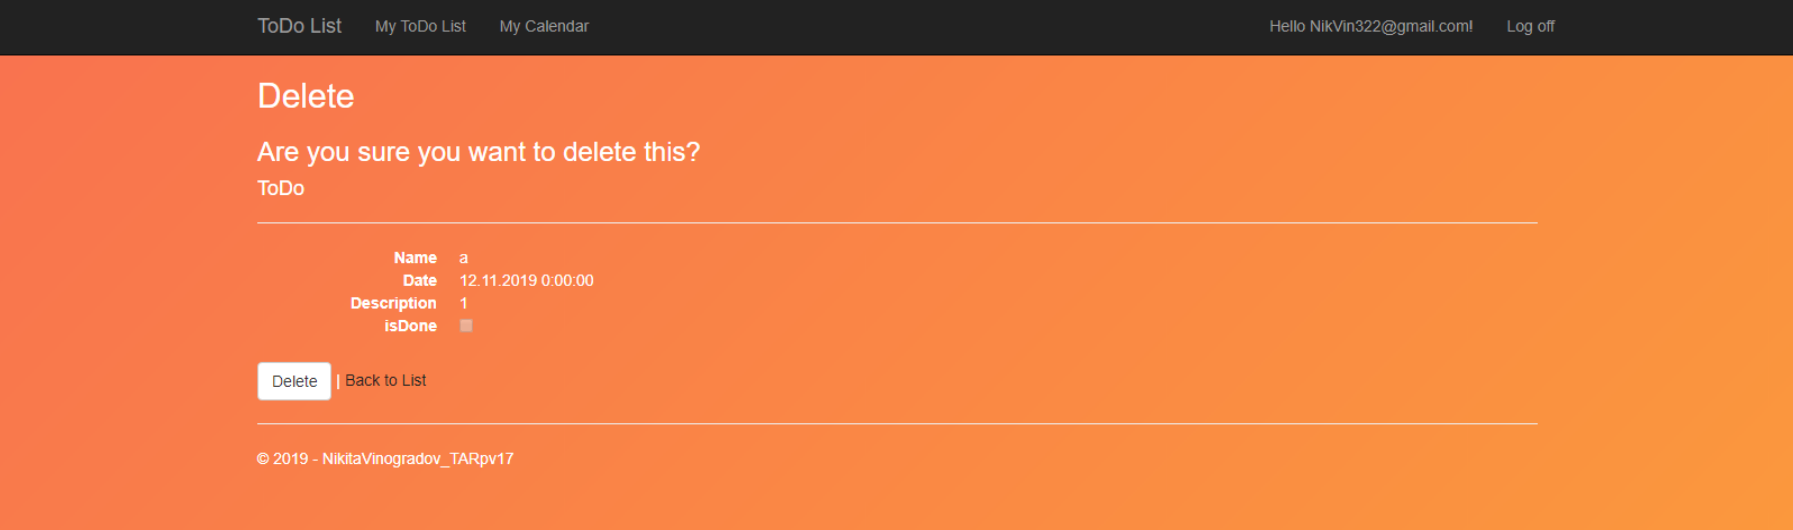 ToDo List My ToDo List My Calendar Hello NikVin322@gmail.com! Log off
Delete
Are you sure you want to delete this?
ToDo
Name a
Date 12.11.2019 0:00:00
Description 1
isDone
Delete | Back to List
© 2019 - NikitaVinogradov_TARpv17